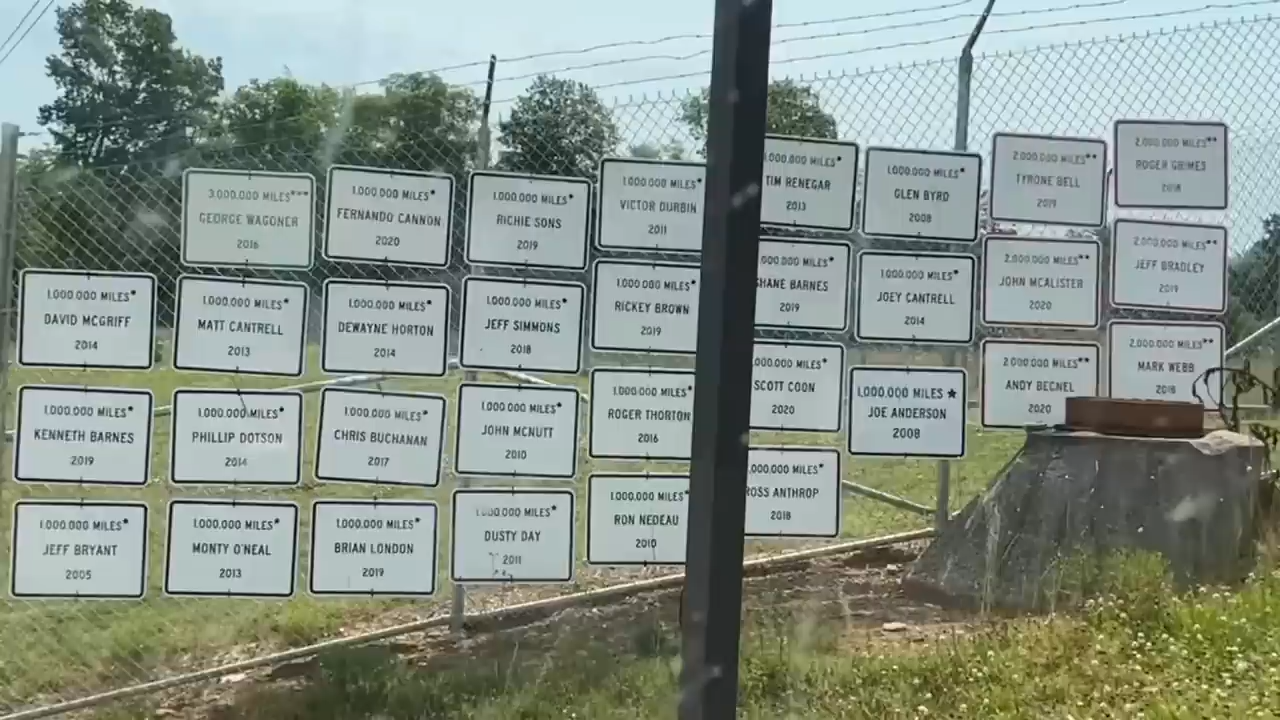 3,000,000 MILES***
GEORGE WAGONER
2016
1,000,000 MILES*
FERNANDO CANNON
2020
1,000,000 MILES*
RICHIE SONS
2019
1,000,000 MILES*
VICTOR DURBIN
2011
1,000,000 MILES*
TIM RENEGAR
2013
1,000,000 MILES*
GLEN BYRD
2008
2,000,000 MILES**
TYRONE BELL
2019
2,000,000 MILES**
ROGER GRIMES
2018
1,000,000 MILES*
DAVID MCGRIFF
2014
1,000,000 MILES*
MATT CANTRELL
2013
1,000,000 MILES*
DEWAYNE HORTON
2014
1,000,000 MILES*
JEFF SIMMONS
2018
1,000,000 MILES*
RICKEY BROWN
2019
,000,000 MILES*
SHANE BARNES
2019
1,000,000 MILES*
JOEY CANTRELL
2014
2,000,000 MILES**
JOHN MCALISTER
2020
2,000,000 MILES**
JEFF BRADLEY
2019
1,000,000 MILES*
KENNETH BARNES
2019
1,000,000 MILES*
PHILLIP DOTSON
2014
1,000,000 MILES*
CHRIS BUCHANAN
2017
1,000,000 MILES*
JOHN MCNUTT
2010
1,000,000 MILES*
ROGER THORTON
2016
,000,000 MILES*
SCOTT COON
2020
1,000,000 MILES*
JOE ANDERSON
2008
2,000,000 MILES**
ANDY BECNEL
2020
2,000,000 MILES**
MARK WEBB
2018
1,000,000 MILES*
JEFF BRYANT
2005
1,000,000 MILES*
MONTY O'NEAL
2013
1,000,000 MILES*
BRIAN LONDON
2019
1,000,000 MILES*
DUSTY DAY
2011
1,000,000 MILES*
RON NEDEAU
2010
,000,000 MILES*
ROSS ANTHROP
2018